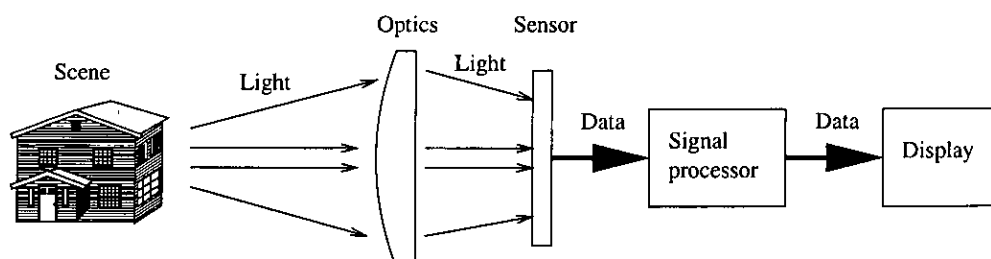 Optics
Sensor
Scene
Light
Light
Data
Signal
processor
Data
Display